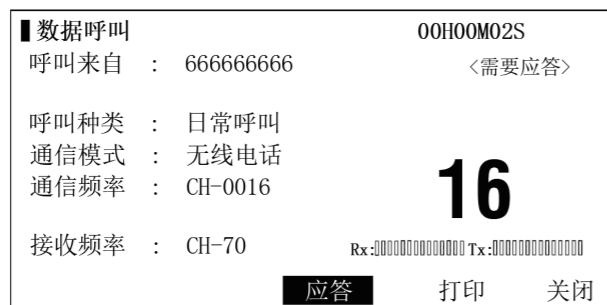 数据呼叫 00H00M02S
呼叫来自 : 666666666 <需要应答>
呼叫种类 : 日常呼叫
通信模式 : 无线电话
通信频率 : CH-0016 16
接收频率 : CH-70 Rx: Tx:
应答 打印 关闭